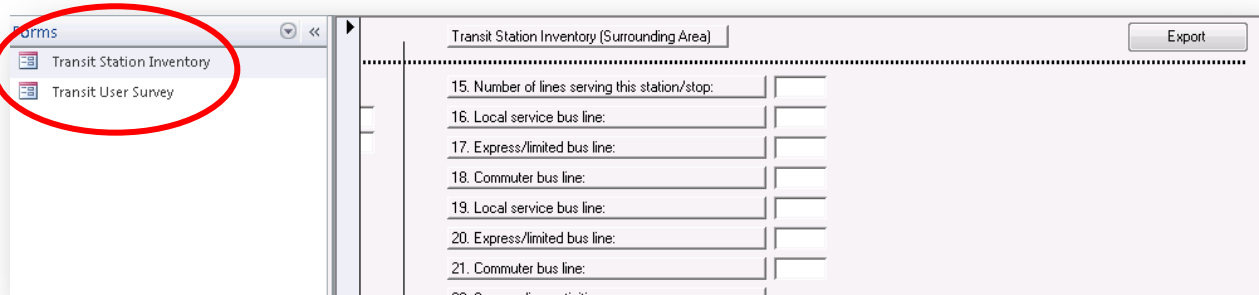 Forms
Transit Station Inventory
Transit User Survey
Transit Station Inventory (Surrounding Area)
Export
15. Number of lines serving this station/stop:
16. Local service bus line:
17. Express/limited bus line:
18. Commuter bus line:
19. Local service bus line:
20. Express/limited bus line:
21. Commuter bus line: